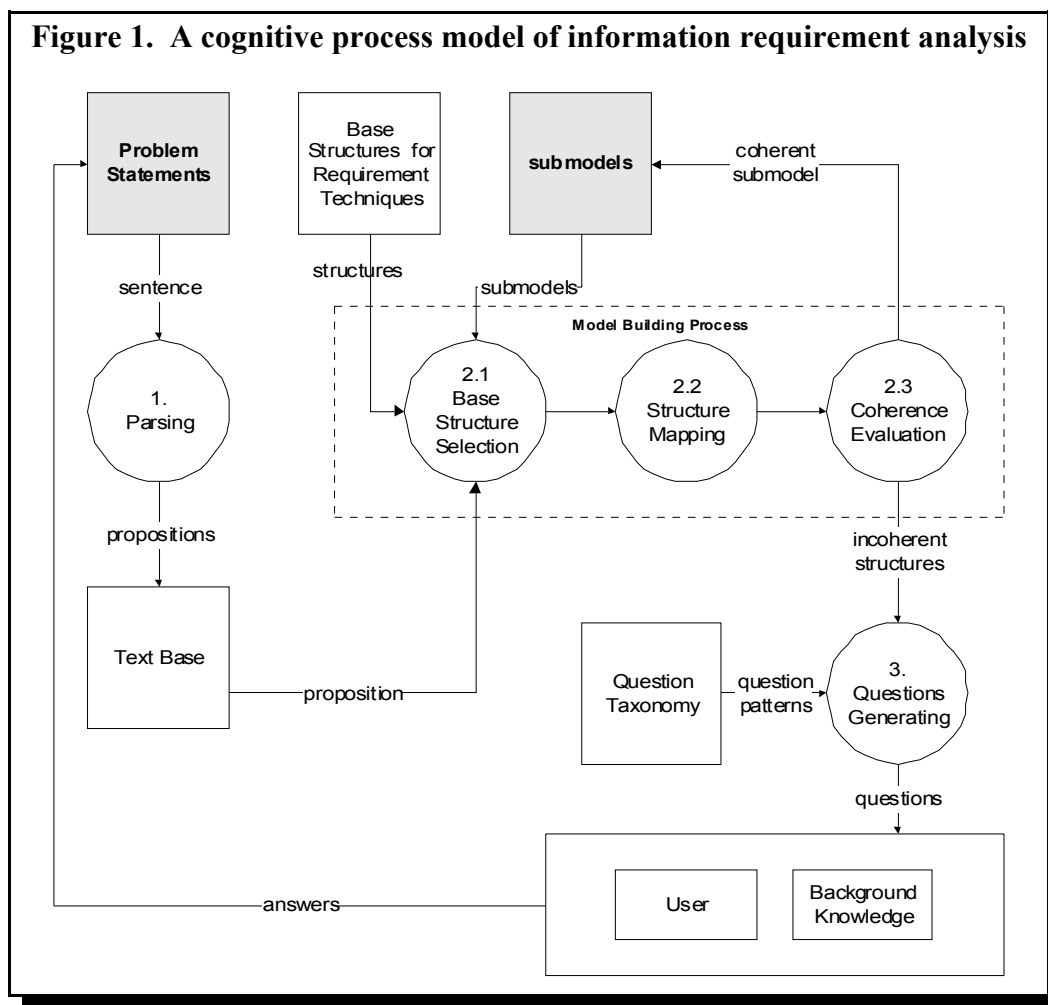 Figure 1. A cognitive process model of information requirement analysis
Problem
Statements
Base
Structures for
Requirement
Techniques
submodels
coherent
submodel
structures
sentence
submodels
Model Building Process
1.
Parsing
2.1
Base
Structure
Selection
2.2
Structure
Mapping
2.3
Coherence
Evaluation
propositions
incoherent
structures
Text Base
proposition
Question
Taxonomy
question
patterns
3.
Questions
Generating
questions
answers
User
Background
Knowledge